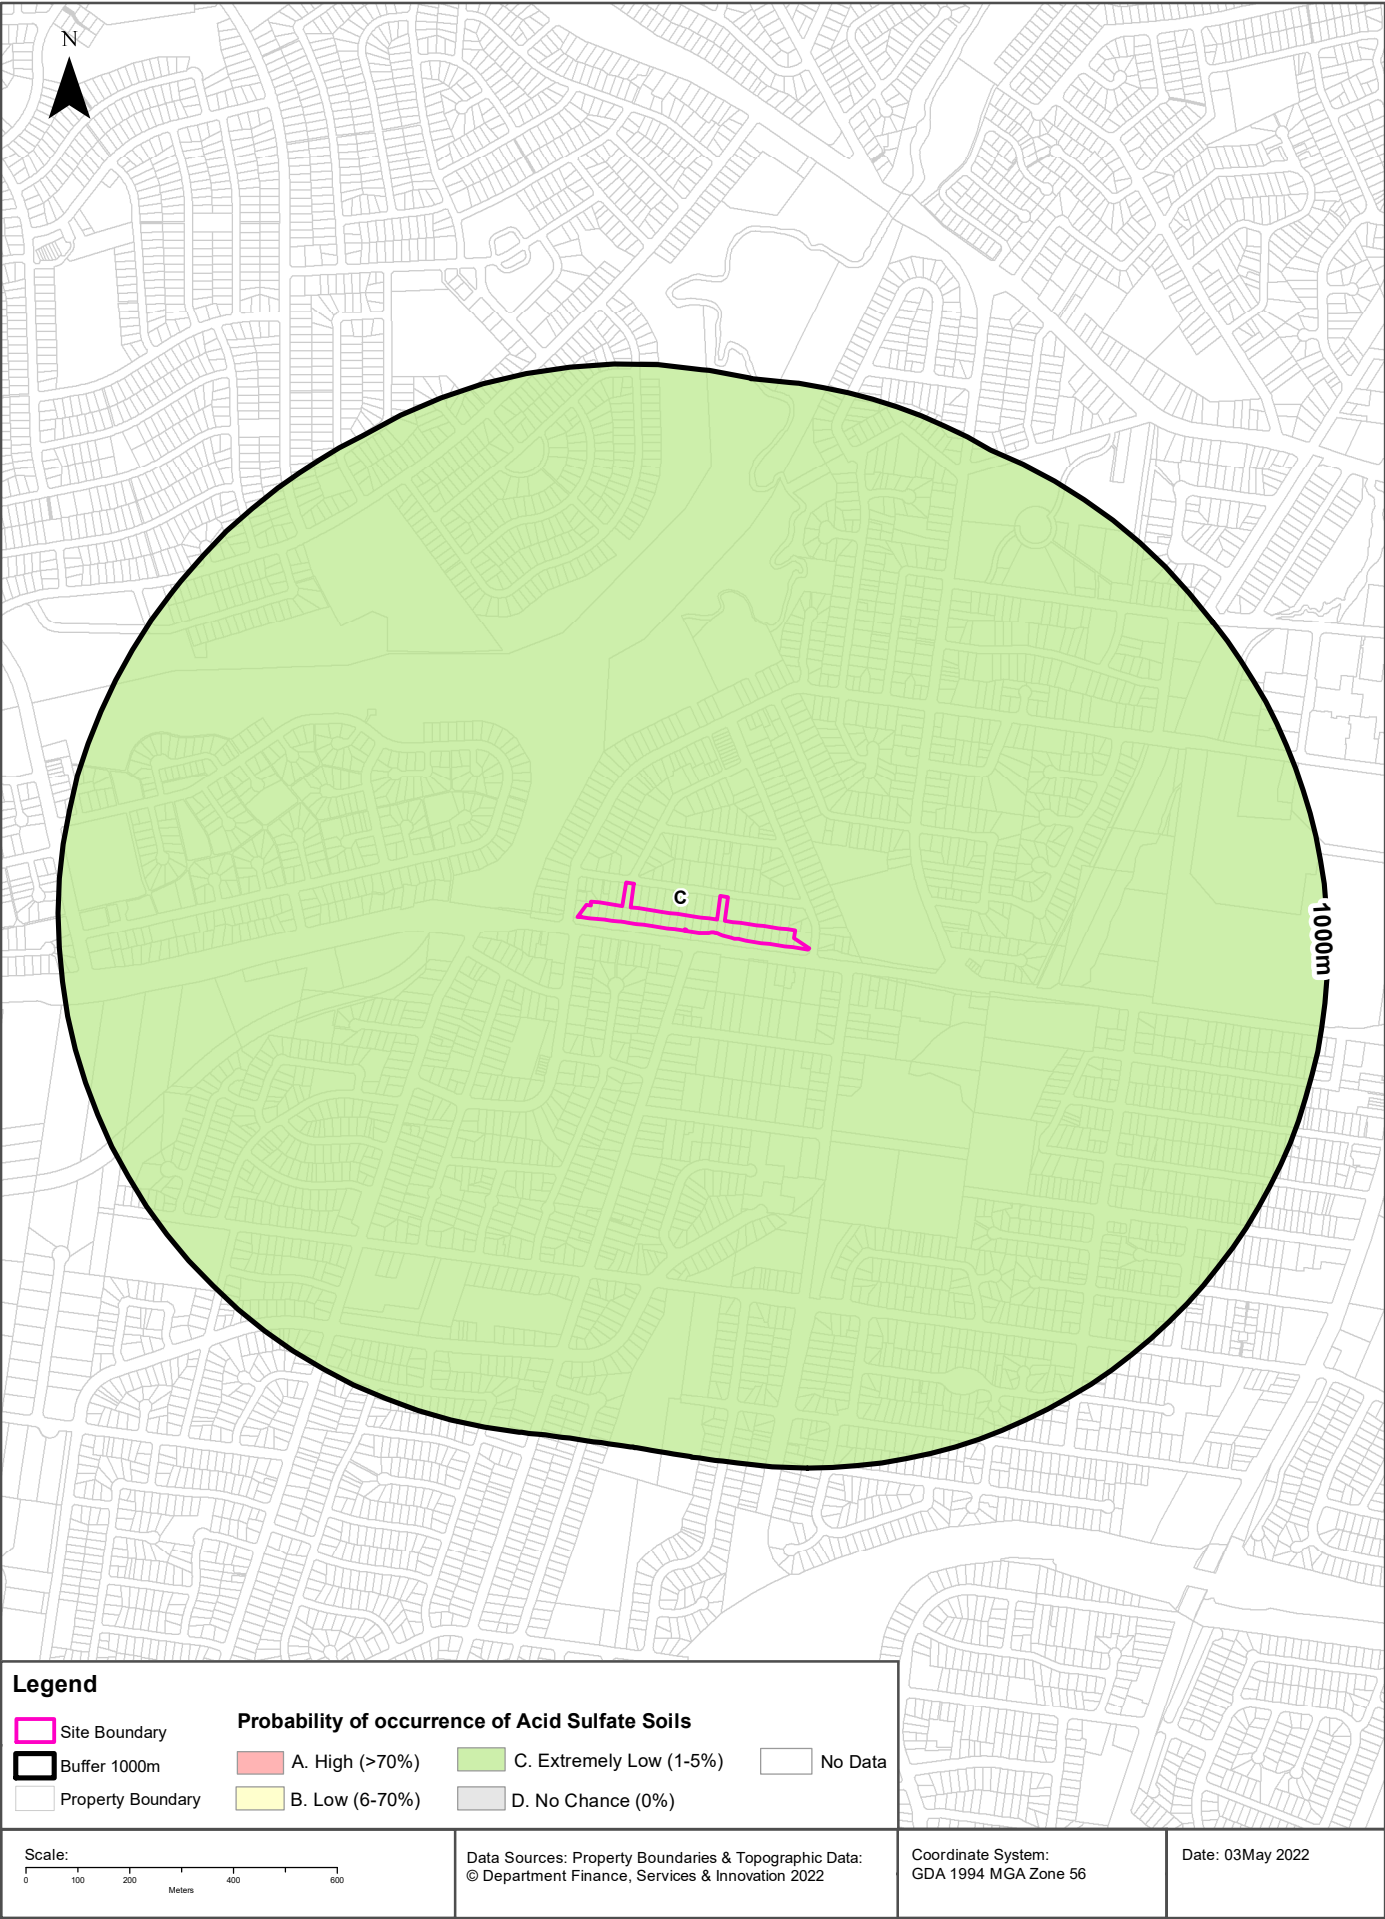 N
C
1000m
Legend
Site Boundary
Buffer 1000m
Property Boundary
Probability of occurrence of Acid Sulfate Soils
A. High (>70%)
B. Low (6-70%)
C. Extremely Low (1-5%)
D. No Chance (0%)
No Data
Scale:
0 100 200 400 600
Meters
Data Sources: Property Boundaries & Topographic Data:
© Department Finance, Services & Innovation 2022
Coordinate System:
GDA 1994 MGA Zone 56
Date: 03May 2022